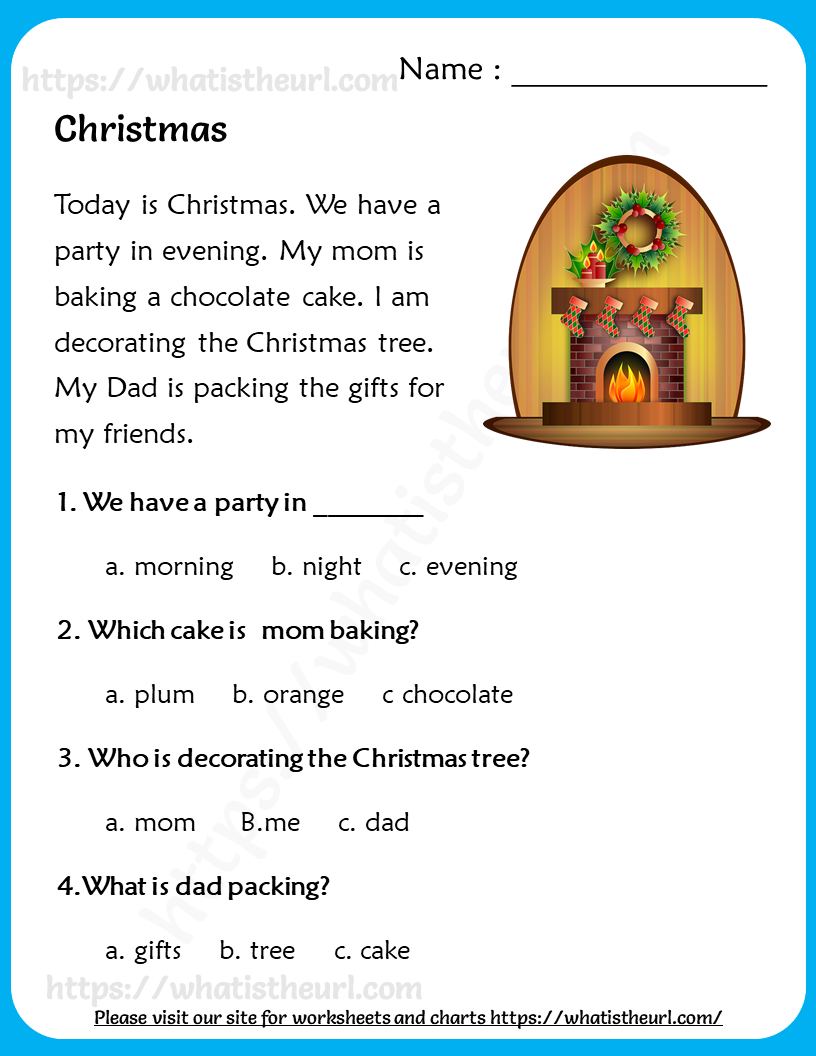 https://whatistheurl.com
Name : ________________
Christmas
Today is Christmas. We have a
party in evening. My mom is
baking a chocolate cake. I am
decorating the Christmas tree.
My Dad is packing the gifts for
my friends.
https://whatistheurl.com
1. We have a party in ________
a. morning b. night c. evening
2. Which cake is mom baking?
a. plum b. orange c chocolate
3. Who is decorating the Christmas tree?
a. mom B.me c. dad
4.What is dad packing?
a. gifts b. tree c. cake
https://whatistheurl.com
Please visit our site for worksheets and charts https://whatistheurl.com/